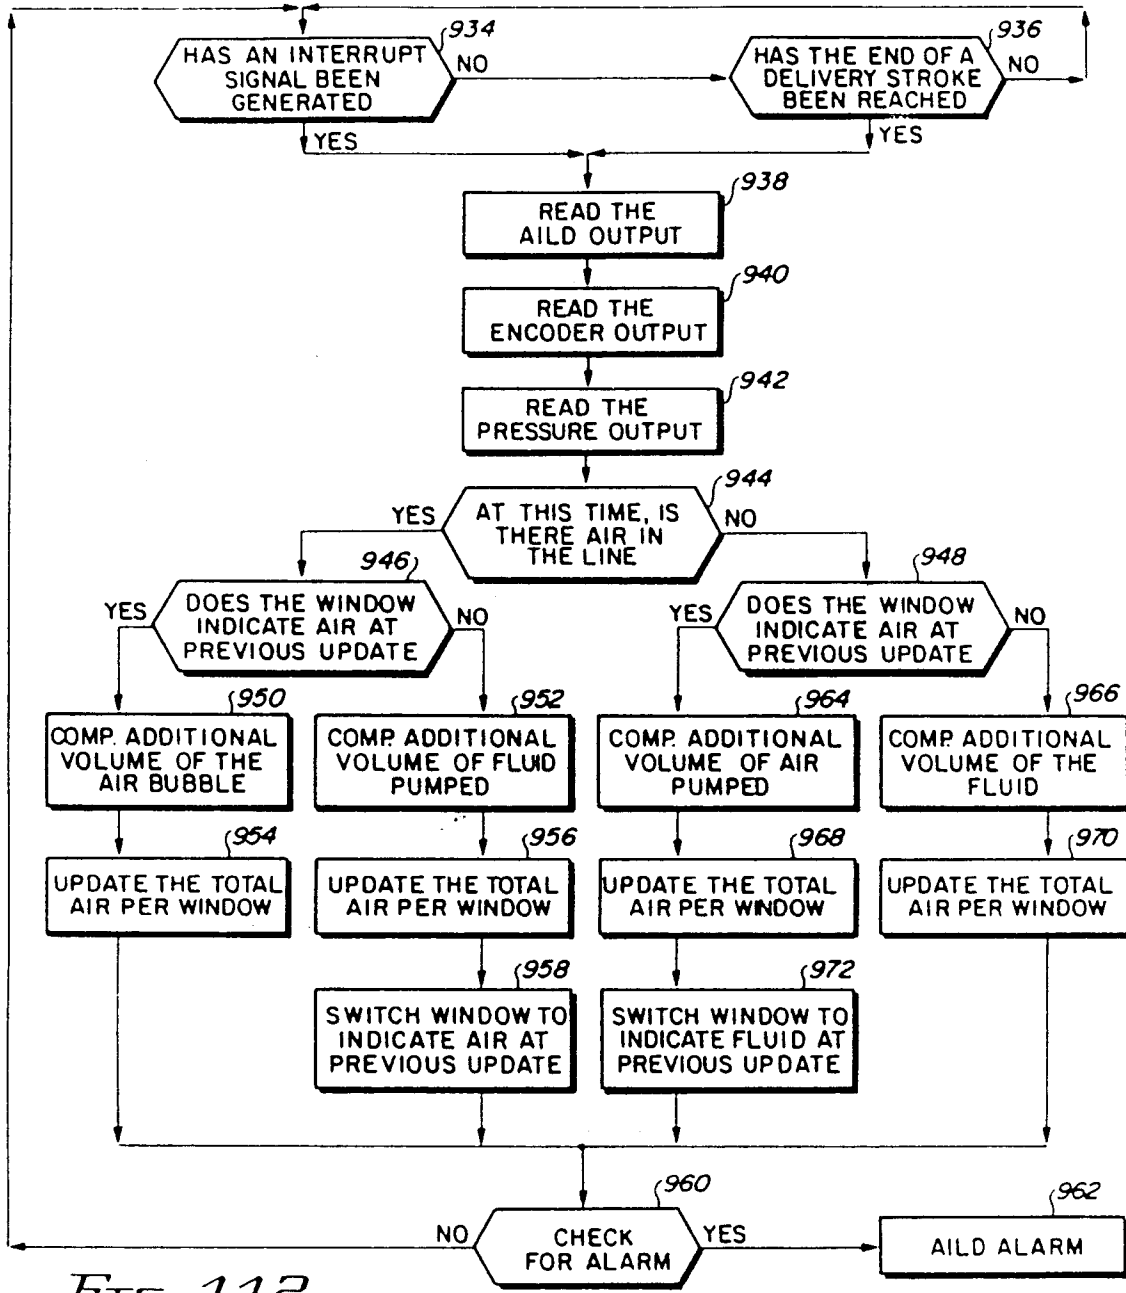 934
HAS AN INTERRUPT
SIGNAL BEEN
GENERATED
NO
YES
936
HAS THE END OF A
DELIVERY STROKE
BEEN REACHED
NO
YES
938
READ THE
AILD OUTPUT
940
READ THE
ENCODER OUTPUT
942
READ THE
PRESSURE OUTPUT
944
AT THIS TIME, IS
THERE AIR IN
THE LINE
YES
NO
946
DOES THE WINDOW
INDICATE AIR AT
PREVIOUS UPDATE
YES
NO
948
DOES THE WINDOW
INDICATE AIR AT
PREVIOUS UPDATE
YES
NO
950
COMP. ADDITIONAL
VOLUME OF THE
AIR BUBBLE
952
COMP. ADDITIONAL
VOLUME OF FLUID
PUMPED
964
COMP. ADDITIONAL
VOLUME OF AIR
PUMPED
966
COMP. ADDITIONAL
VOLUME OF THE
FLUID
954
UPDATE THE TOTAL
AIR PER WINDOW
956
UPDATE THE TOTAL
AIR PER WINDOW
968
UPDATE THE TOTAL
AIR PER WINDOW
970
UPDATE THE TOTAL
AIR PER WINDOW
958
SWITCH WINDOW TO
INDICATE AIR AT
PREVIOUS UPDATE
972
SWITCH WINDOW TO
INDICATE FLUID AT
PREVIOUS UPDATE
960
CHECK
FOR ALARM
NO
YES
962
AILD ALARM
FIG. 112